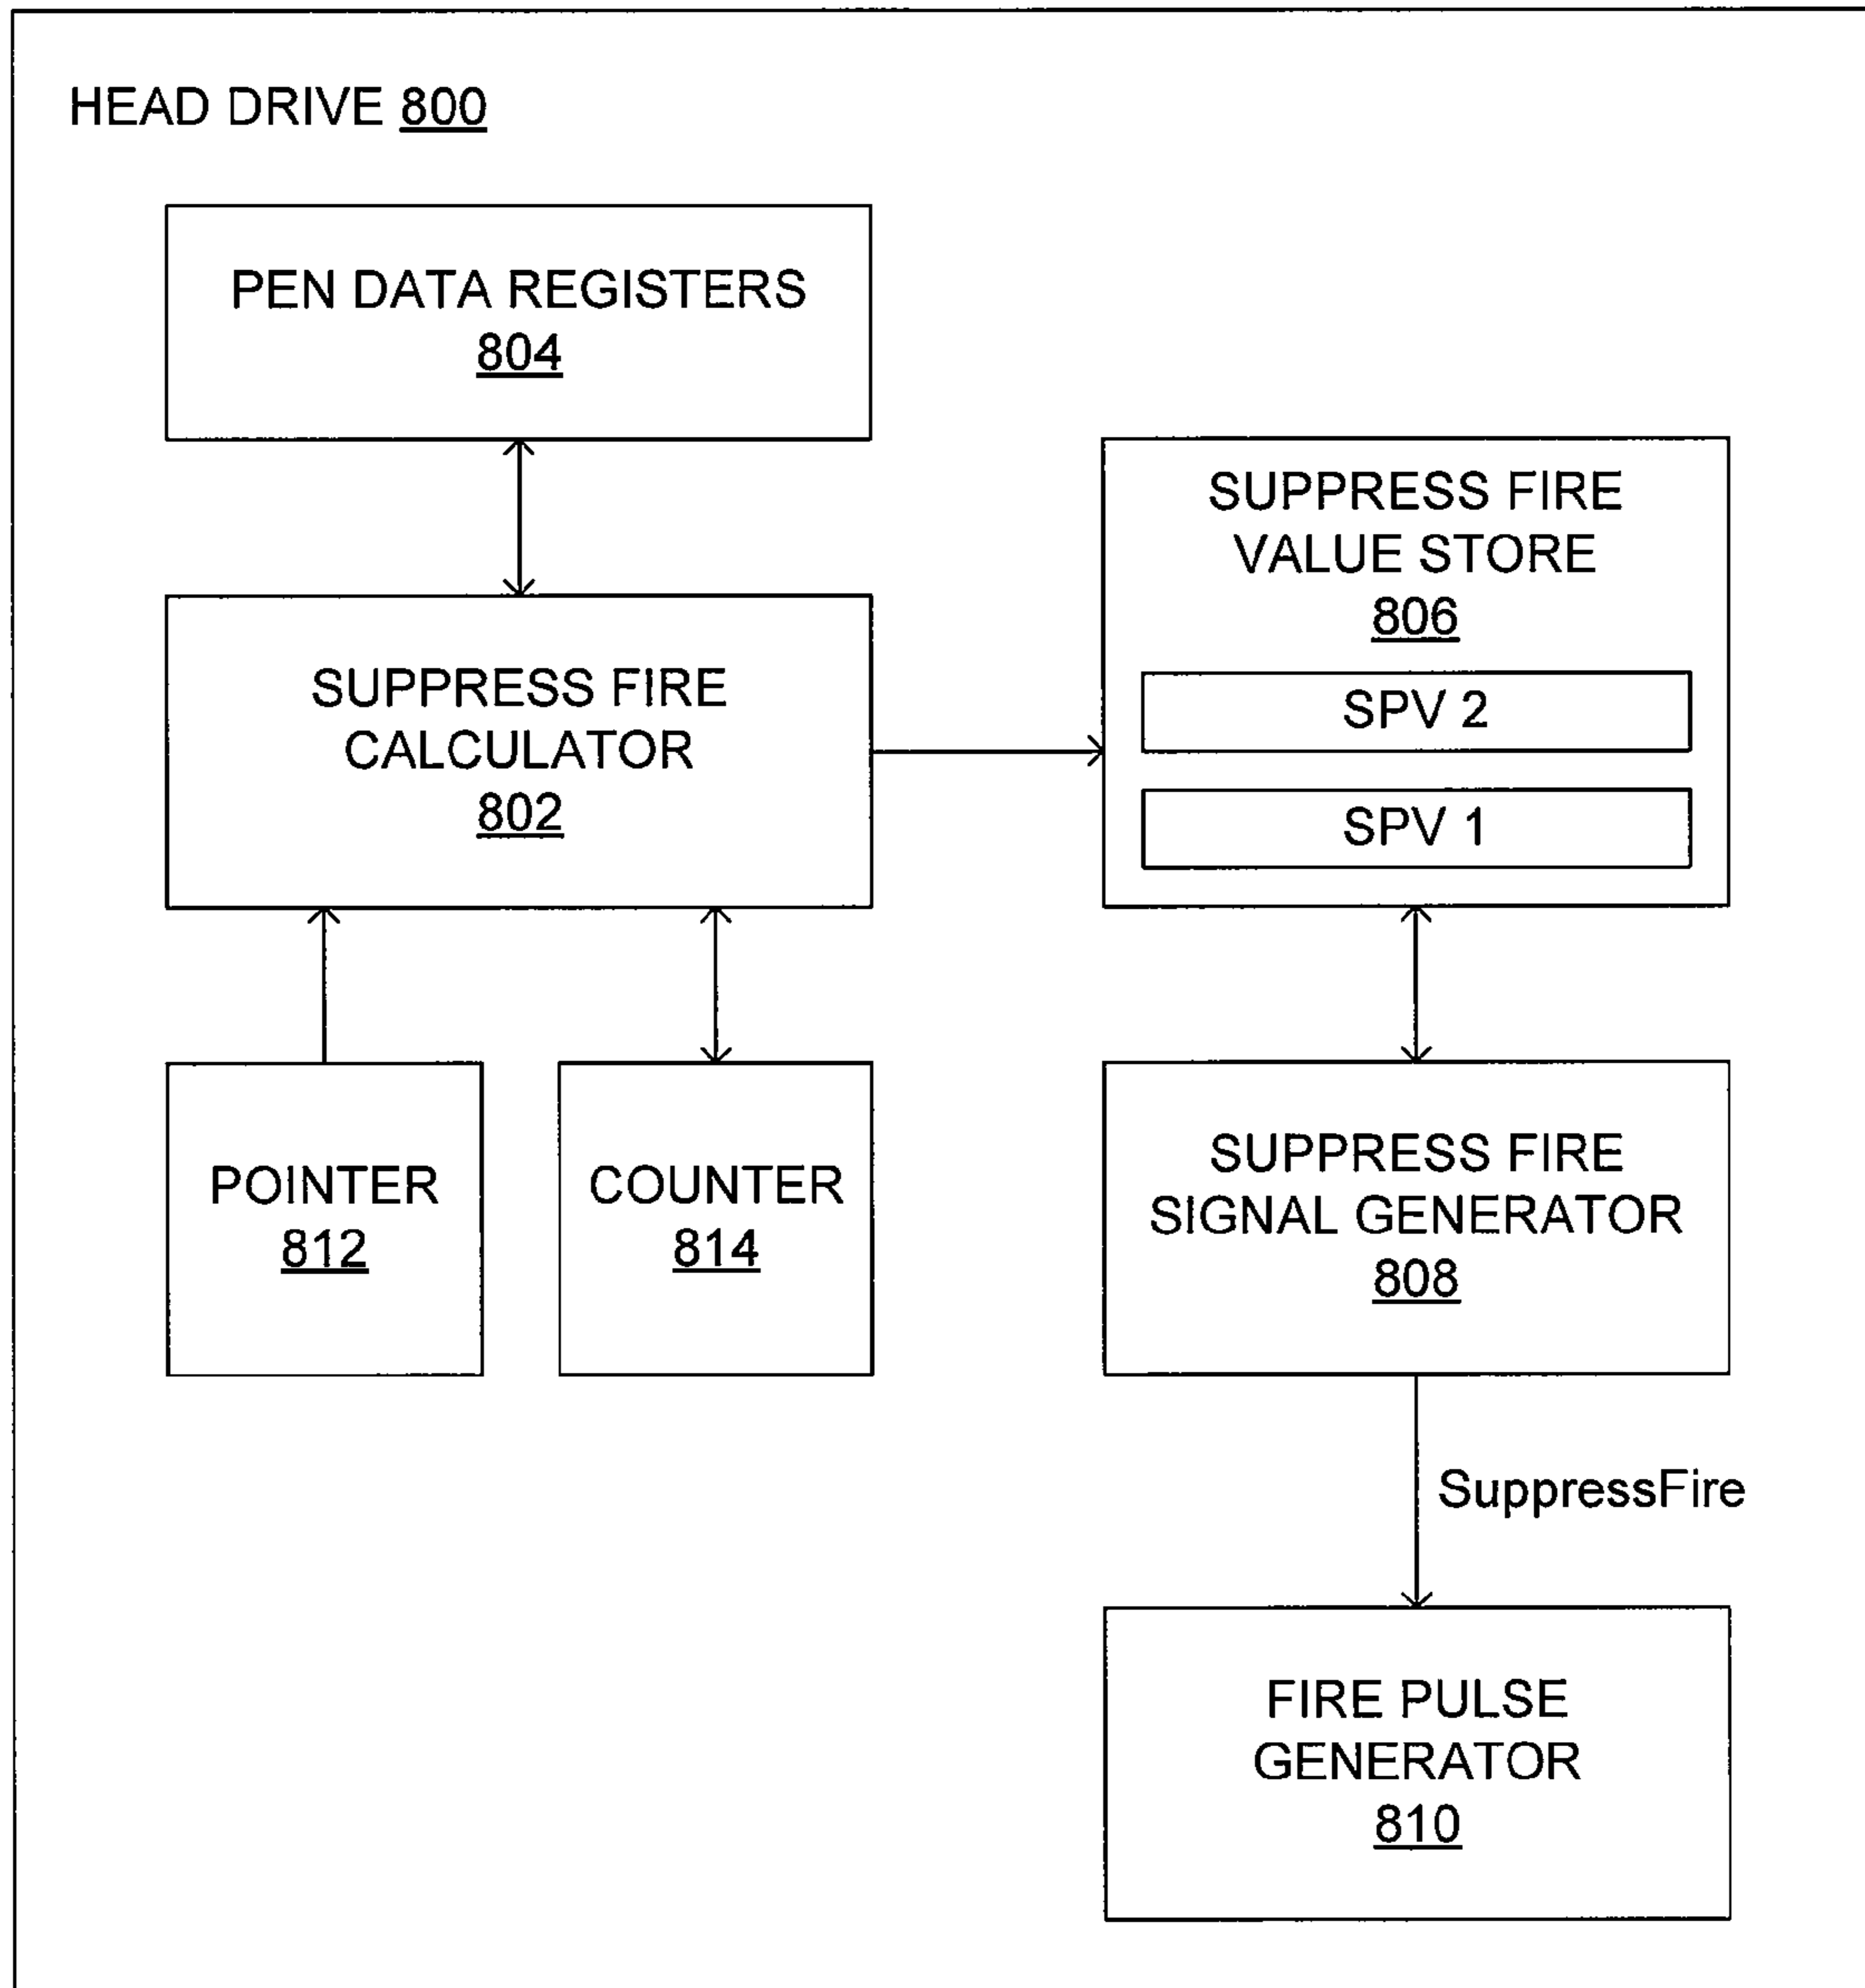 HEAD DRIVE 800
PEN DATA REGISTERS
804
SUPPRESS FIRE
CALCULATOR
802
SUPPRESS FIRE
VALUE STORE
806
SPV 2
SPV 1
POINTER
812
COUNTER
814
SUPPRESS FIRE
SIGNAL GENERATOR
808
SuppressFire
FIRE PULSE
GENERATOR
810